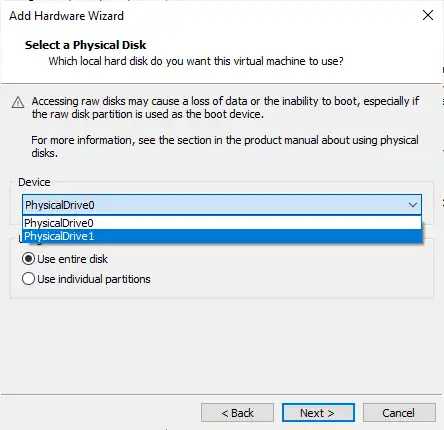 Add Hardware Wizard
Select a Physical Disk
Which local hard disk do you want this virtual machine to use?
Accessing raw disks may cause a loss of data or the inability to boot, especially if
the raw disk partition is used as the boot device.
For more information, see the section in the product manual about using physical
disks.
Device
PhysicalDrive0
PhysicalDrive0
PhysicalDrive1
Use entire disk
Use individual partitions
< Back
Next >
Cancel